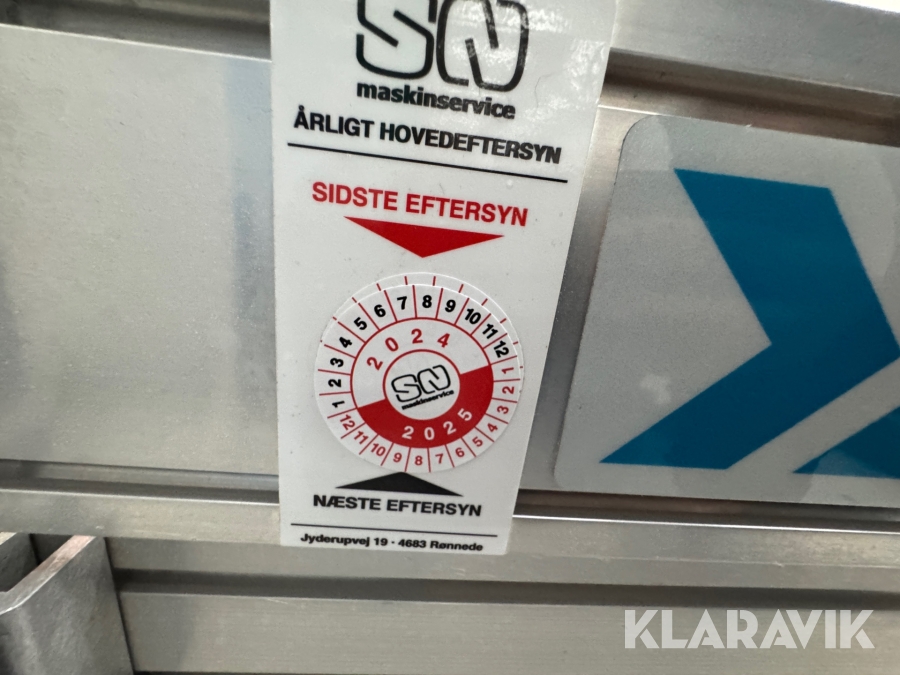 SN
maskinservice
ÅRLIGT HOVEDEFTERSYN
SIDSTE EFTERSYN
1 2 3 4 5 6 7 8 9 10 11 12
2024
SN
maskinservice
2025
12 11 10 9 8 7 6 5 4 3 2 1
NÆSTE EFTERSYN
Jyderupvej 19 · 4683 Rønnede
KLARAVIK